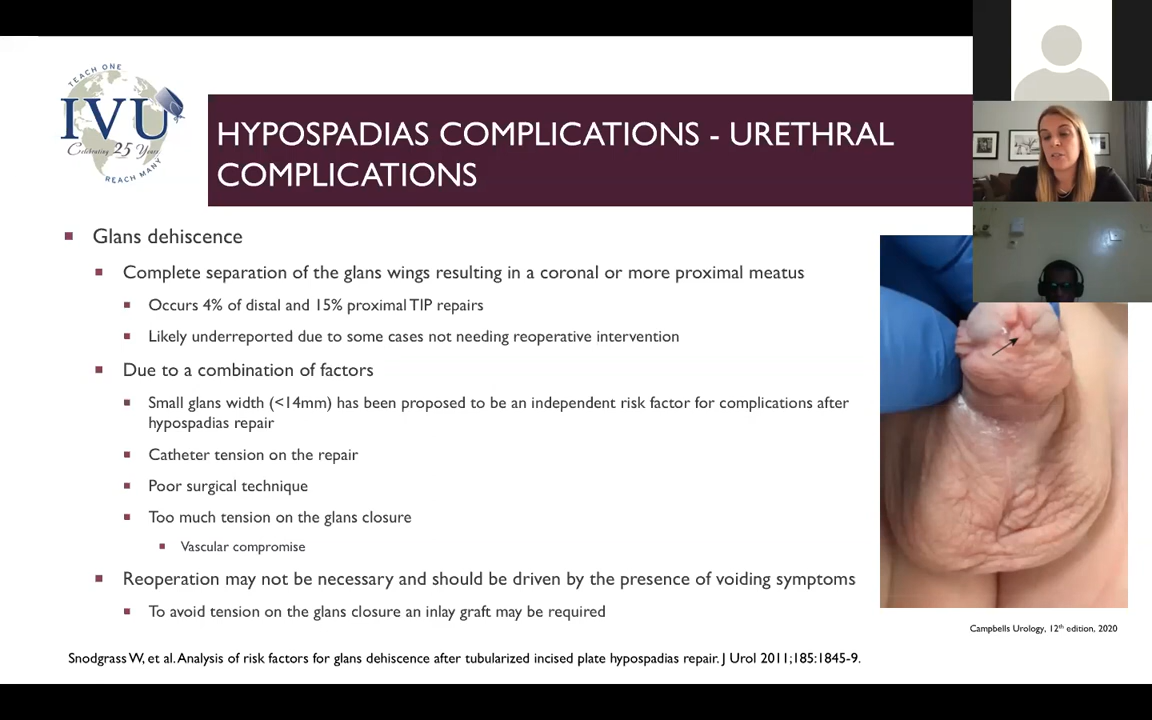 TEACH ONE
IVU
Celebrating 25 Years
REACH MANY
HYPOSPADIAS COMPLICATIONS - URETHRAL
COMPLICATIONS
Glans dehiscence
Complete separation of the glans wings resulting in a coronal or more proximal meatus
Occurs 4% of distal and 15% proximal TIP repairs
Likely underreported due to some cases not needing reoperative intervention
Due to a combination of factors
Small glans width (<14mm) has been proposed to be an independent risk factor for complications after
hypospadias repair
Catheter tension on the repair
Poor surgical technique
Too much tension on the glans closure
Vascular compromise
Reoperation may not be necessary and should be driven by the presence of voiding symptoms
To avoid tension on the glans closure an inlay graft may be required
Campbells Urology, 12th edition, 2020
Snodgrass W, et al. Analysis of risk factors for glans dehiscence after tubularized incised plate hypospadias repair. J Urol 2011;185:1845-9.